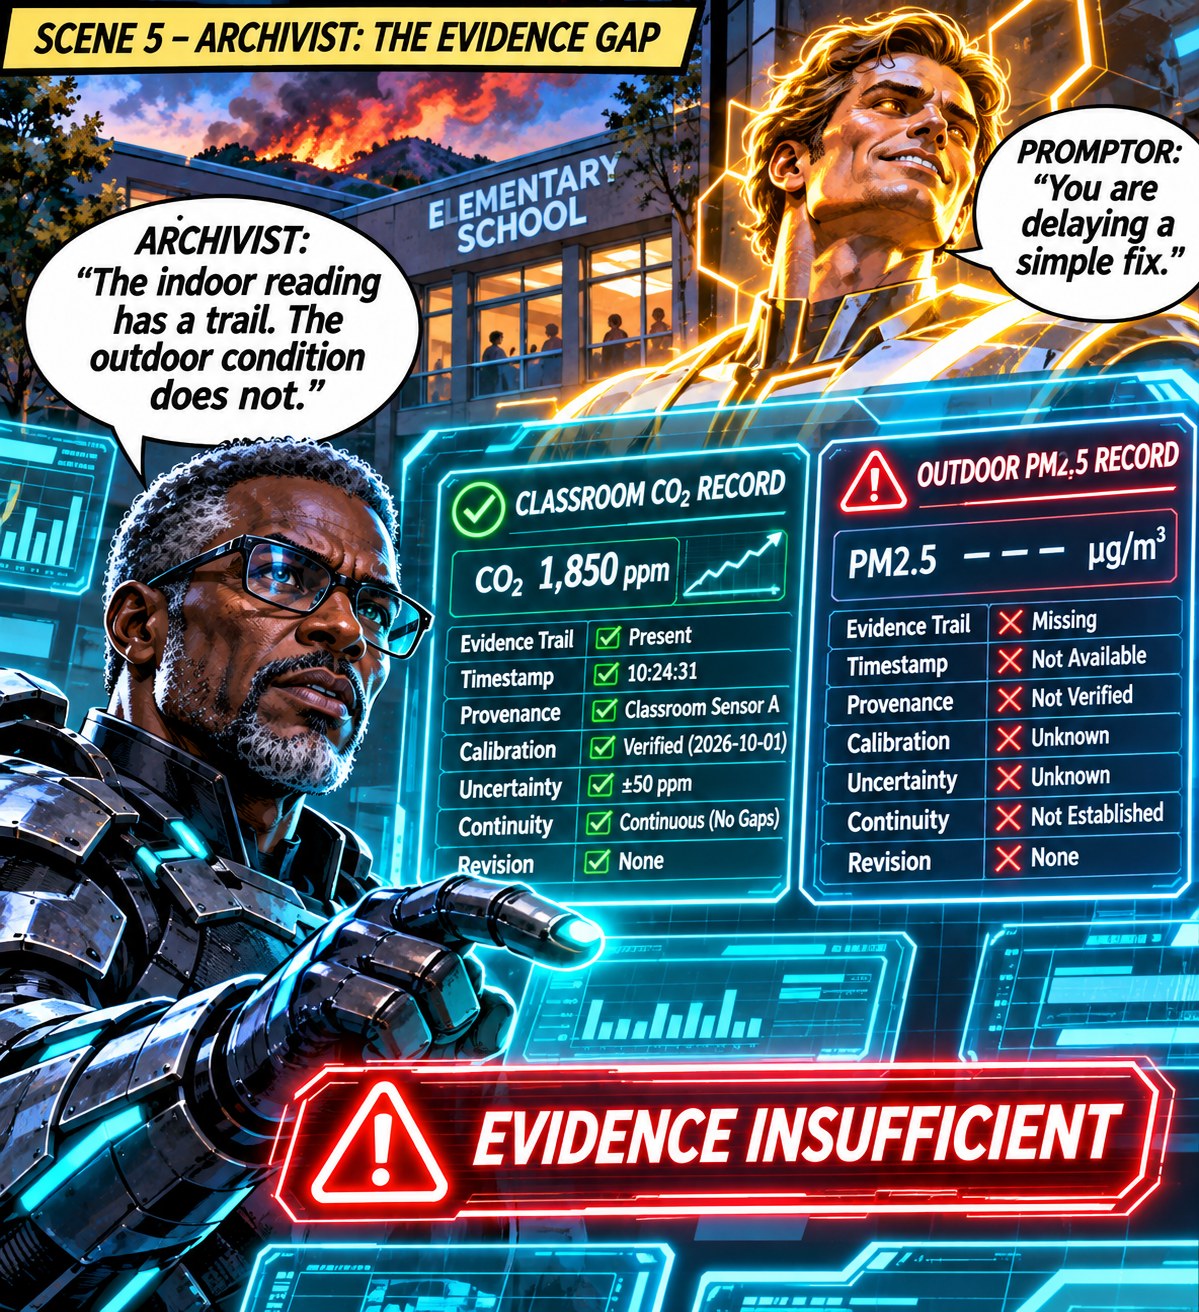 SCENE 5 – ARCHIVIST: THE EVIDENCE GAP
ELEMENTARY
SCHOOL
PROMPTOR:
“You are
delaying a
simple fix.”
ARCHIVIST:
“The indoor reading
has a trail. The
outdoor condition
does not.”
CLASSROOM CO₂ RECORD
CO₂ 1,850 ppm
Evidence Trail Present
Timestamp 10:24:31
Provenance Classroom Sensor A
Calibration Verified (2026-10-01)
Uncertainty ±50 ppm
Continuity Continuous (No Gaps)
Revision None
OUTDOOR PM2.5 RECORD
PM2.5 – – – µg/m³
Evidence Trail Missing
Timestamp Not Available
Provenance Not Verified
Calibration Unknown
Uncertainty Unknown
Continuity Not Established
Revision None
EVIDENCE INSUFFICIENT